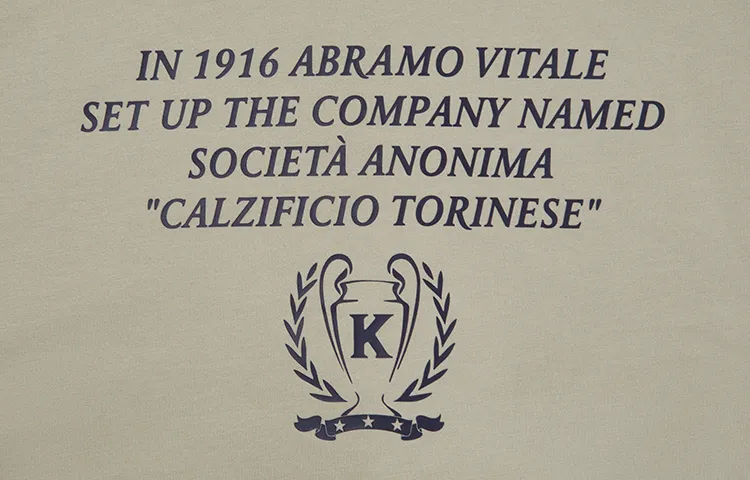 IN 1916 ABRAMO VITALE
SET UP THE COMPANY NAMED
SOCIETÀ ANONIMA
"CALZIFICIO TORINESE"
K